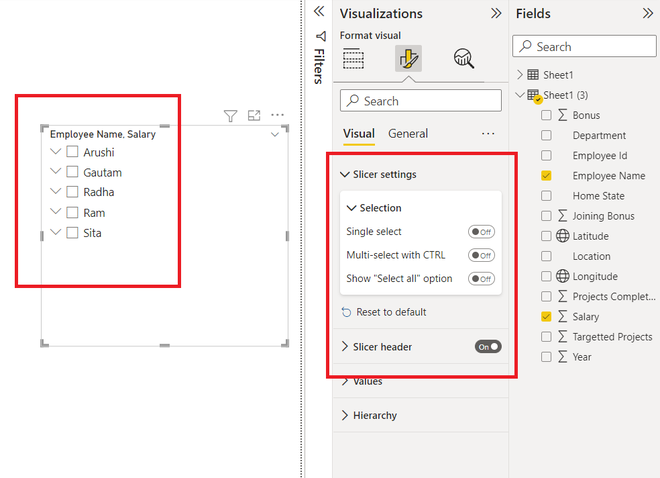 Employee Name, Salary
Arushi
Gautam
Radha
Ram
Sita
Filters
Visualizations
Format visual
Search
Visual
General
Slicer settings
Selection
Single select
Off
Multi-select with CTRL
Off
Show "Select all" option
Off
Reset to default
Slicer header
On
Values
Hierarchy
Fields
Search
Sheet1
Sheet1 (3)
Bonus
Department
Employee Id
Employee Name
Home State
Joining Bonus
Latitude
Location
Longitude
Projects Complet...
Salary
Targetted Projects
Year